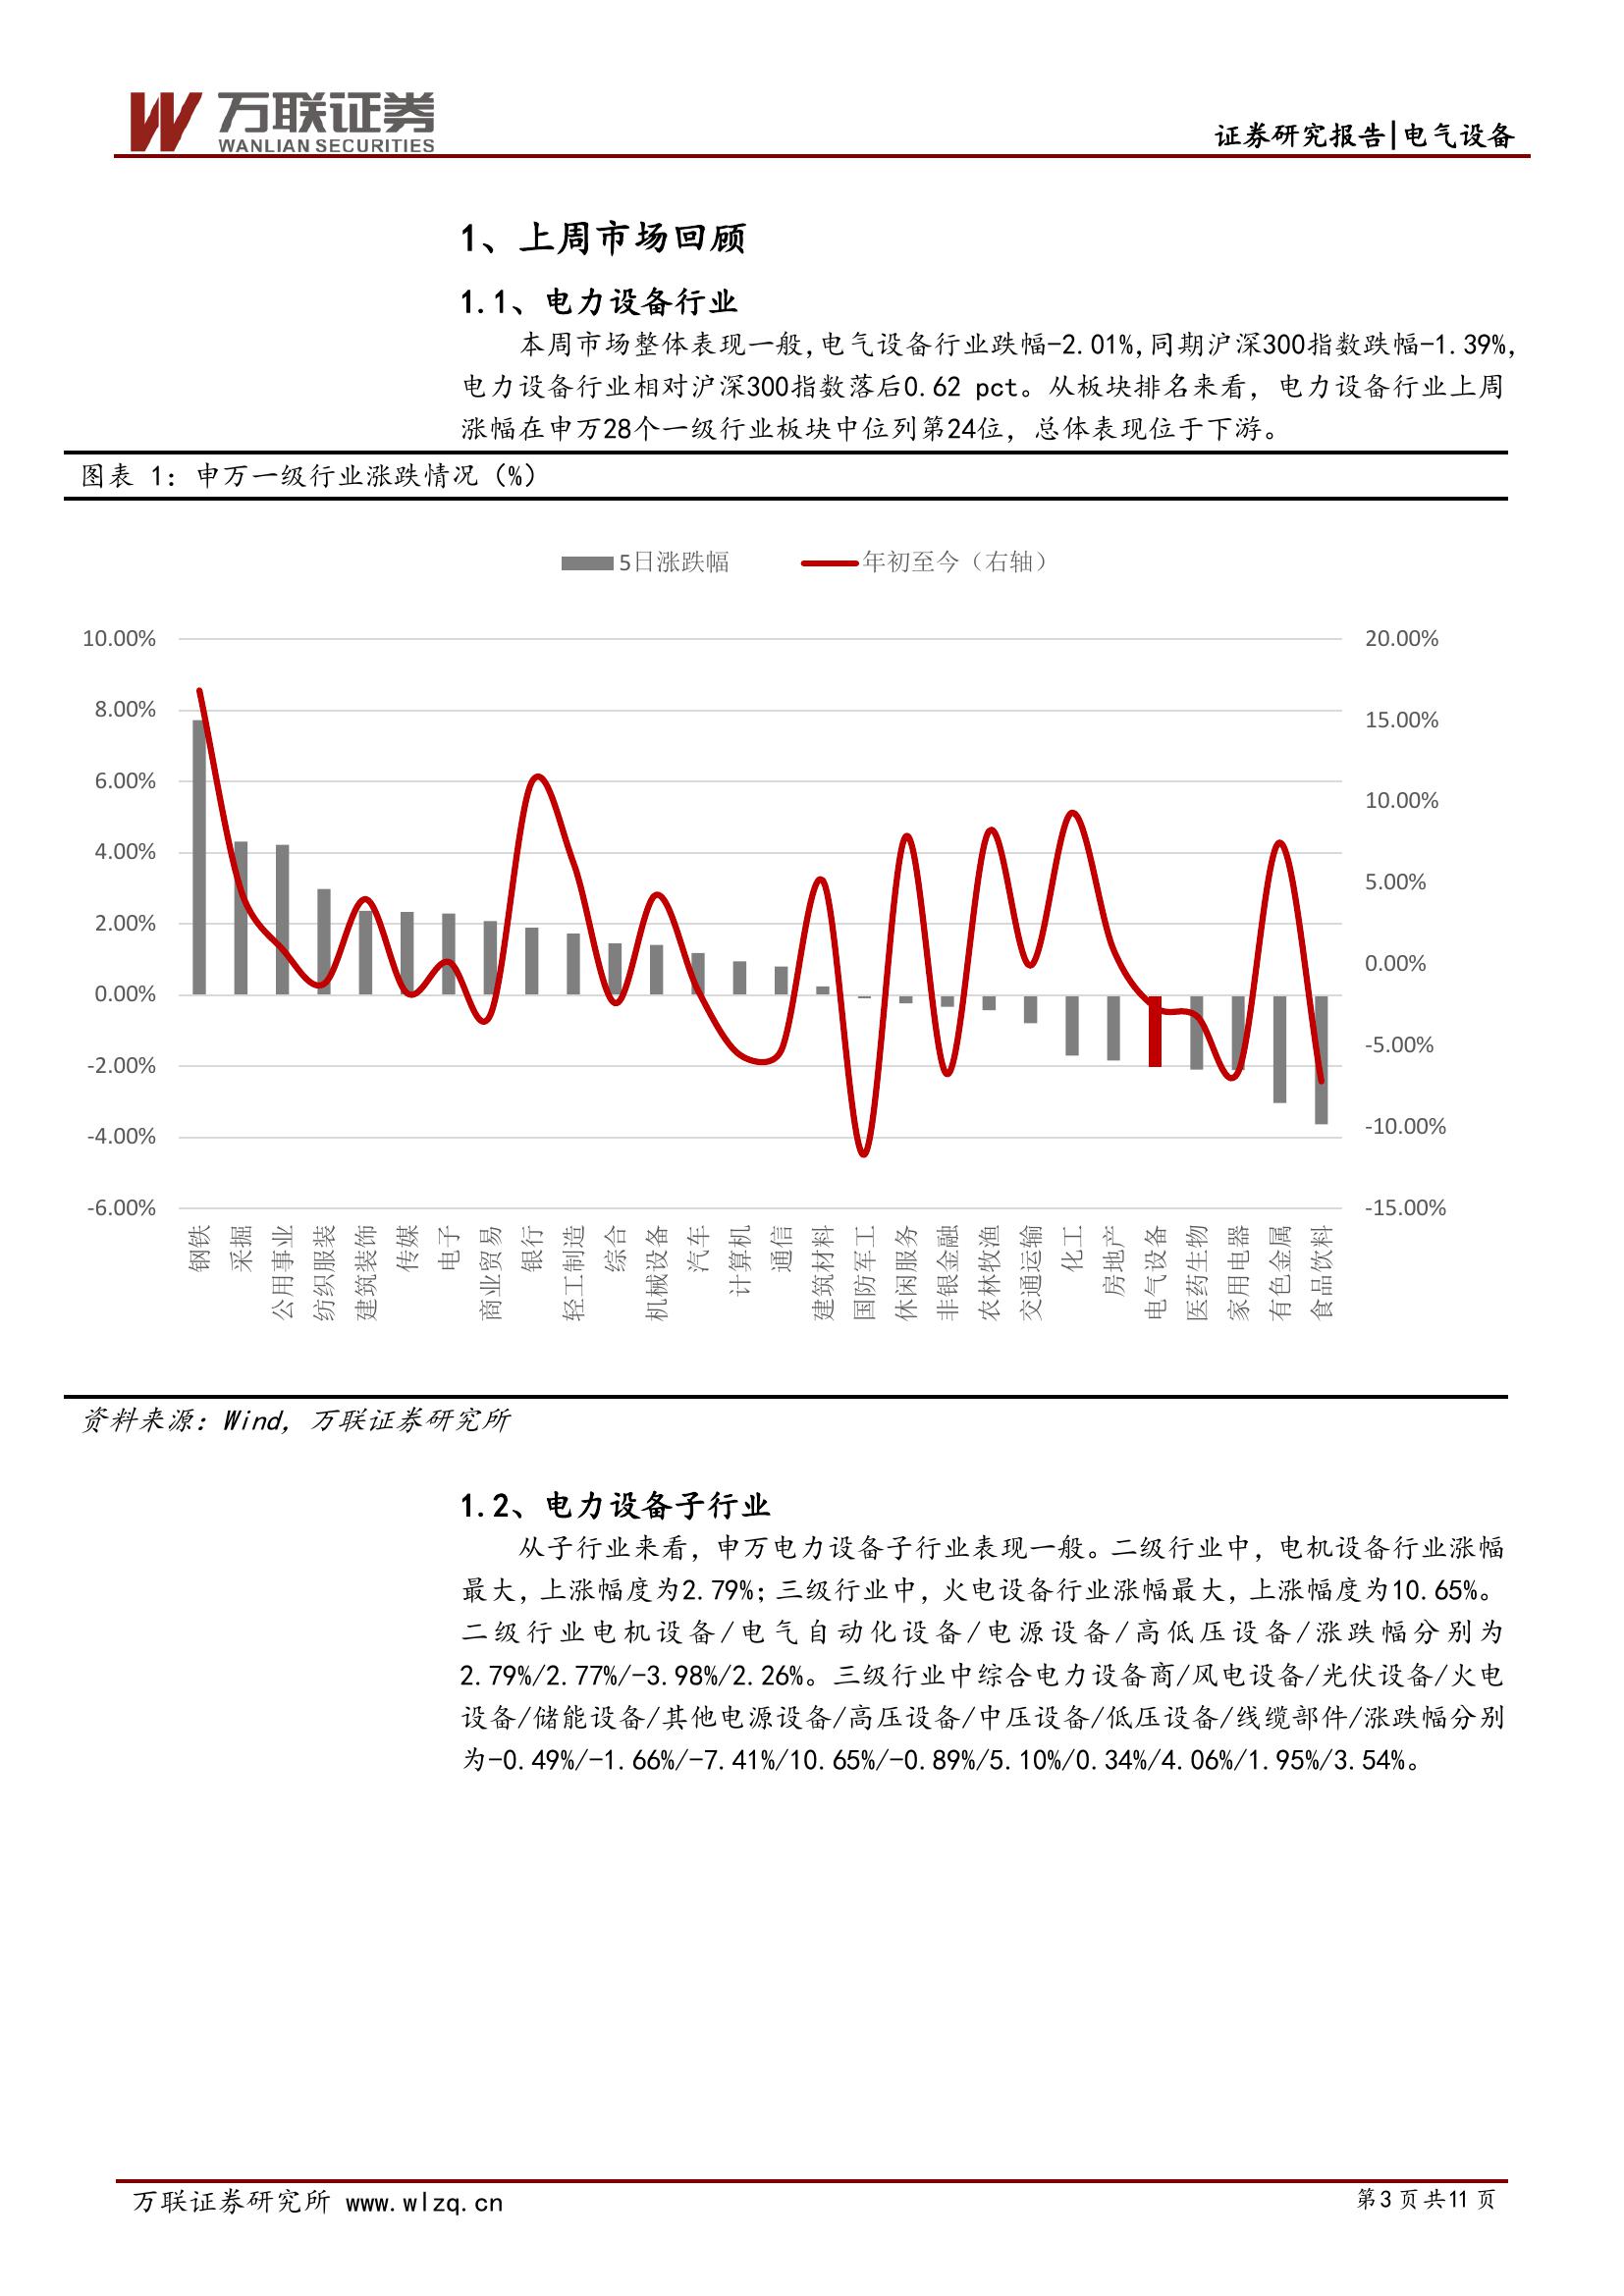 万联证券
WANLIAN SECURITIES
证券研究报告|电气设备
1、上周市场回顾
1.1、电力设备行业
本周市场整体表现一般,电气设备行业跌幅-2.01%,同期沪深300指数跌幅-1.39%,
电力设备行业相对沪深300指数落后0.62 pct。从板块排名来看，电力设备行业上周
涨幅在申万28个一级行业板块中位列第24位，总体表现位于下游。
图表 1：申万一级行业涨跌情况（%）
5日涨跌幅 年初至今（右轴）
10.00% 20.00%
8.00% 15.00%
6.00% 10.00%
4.00% 5.00%
2.00% 0.00%
0.00% -5.00%
-2.00% -10.00%
-4.00% -15.00%
-6.00%
钢铁
采掘
公用事业
纺织服装
建筑装饰
传媒
电子
商业贸易
银行
轻工制造
综合
机械设备
汽车
计算机
通信
建筑材料
国防军工
休闲服务
非银金融
农林牧渔
交通运输
化工
房地产
电气设备
医药生物
家用电器
有色金属
食品饮料
资料来源：Wind, 万联证券研究所
1.2、电力设备子行业
从子行业来看，申万电力设备子行业表现一般。二级行业中，电机设备行业涨幅
最大，上涨幅度为2.79%；三级行业中，火电设备行业涨幅最大，上涨幅度为10.65%。
二级行业电机设备/电气自动化设备/电源设备/高低压设备/涨跌幅分别为
2.79%/2.77%/-3.98%/2.26%。三级行业中综合电力设备商/风电设备/光伏设备/火电
设备/储能设备/其他电源设备/高压设备/中压设备/低压设备/线缆部件/涨跌幅分别
为-0.49%/-1.66%/-7.41%/10.65%/-0.89%/5.10%/0.34%/4.06%/1.95%/3.54%。
万联证券研究所 www.wlzq.cn 第3页共11页